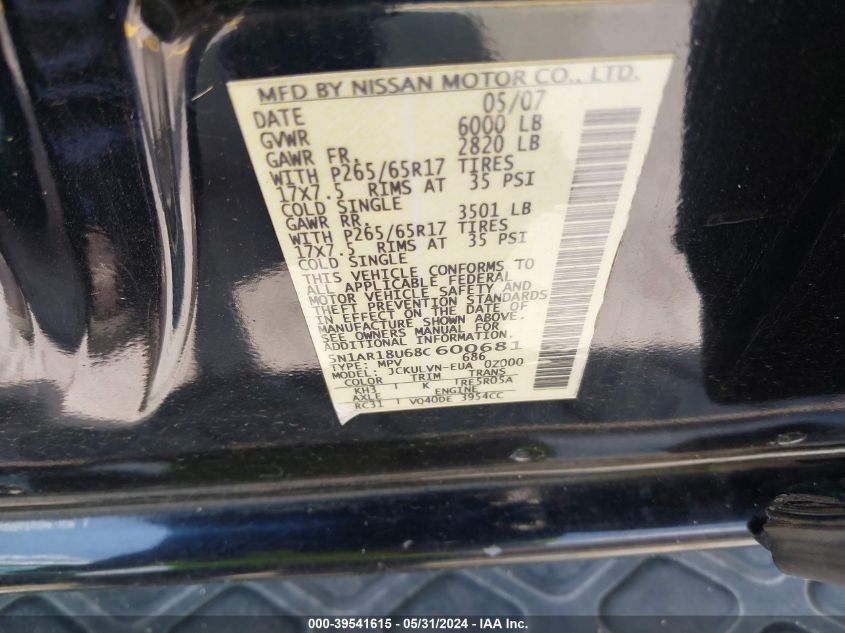 MFD BY NISSAN MOTOR CO., LTD.
DATE 05/07
GVWR 6000 LB
GAWR FR. 2820 LB
WITH P265/65R17 TIRES
17X7.5 RIMS AT 35 PSI
COLD SINGLE
GAWR RR. 3501 LB
WITH P265/65R17 TIRES
17X7.5 RIMS AT 35 PSI
COLD SINGLE
THIS VEHICLE CONFORMS TO
ALL APPLICABLE FEDERAL
MOTOR VEHICLE SAFETY AND
THEFT PREVENTION STANDARDS
IN EFFECT ON THE DATE OF
MANUFACTURE SHOWN ABOVE.
SEE OWNERS MANUAL FOR
ADDITIONAL INFORMATION
5N1AR18U68C600681
TYPE: MPV 686
MODEL: JCKULVN-EUA 0Z000
COLOR TRIM TRANS
KH3 K RE5R05A
AXLE ENGINE
RC31 VQ40DE 3954CC
000-39541615 - 05/31/2024 - IAA Inc.